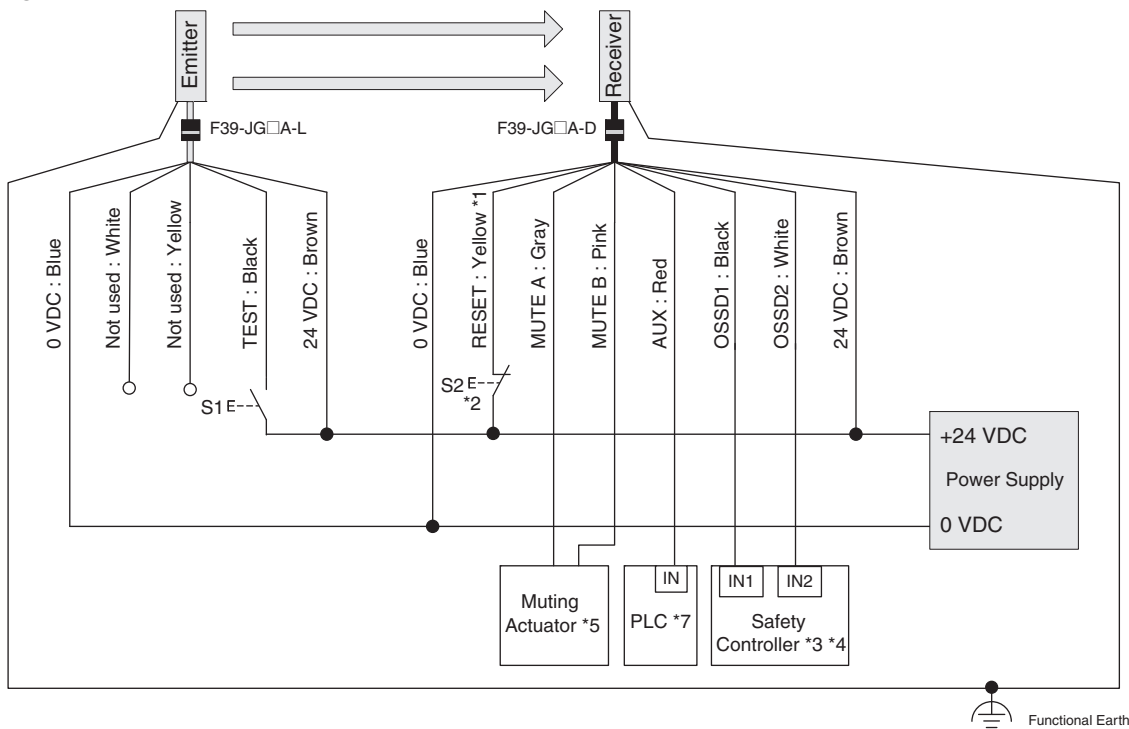 Emitter
Receiver
F39-JG□A-L
F39-JG□A-D
0 VDC : Blue
Not used : White
Not used : Yellow
TEST : Black
24 VDC : Brown
0 VDC : Blue
RESET : Yellow *1
MUTE A : Gray
MUTE B : Pink
AUX : Red
OSSD1 : Black
OSSD2 : White
24 VDC : Brown
S1
S2
*2
+24 VDC
Power Supply
0 VDC
IN
IN1
IN2
Muting
Actuator *5
PLC *7
Safety
Controller *3 *4
Functional Earth